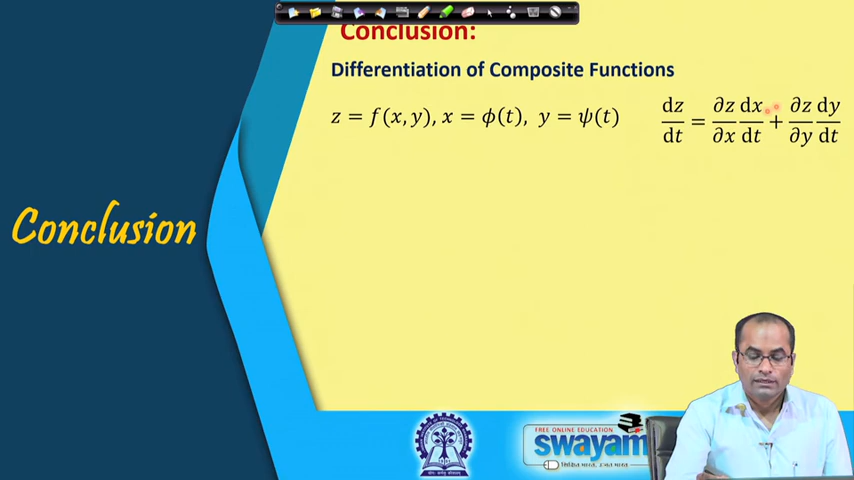 Conclusion:
Differentiation of Composite Functions
z = f(x, y), x = ϕ(t), y = ψ(t)
dz/dt = ∂z/∂x dx/dt + ∂z/∂y dy/dt
Conclusion
FREE ONLINE EDUCATION
swayam